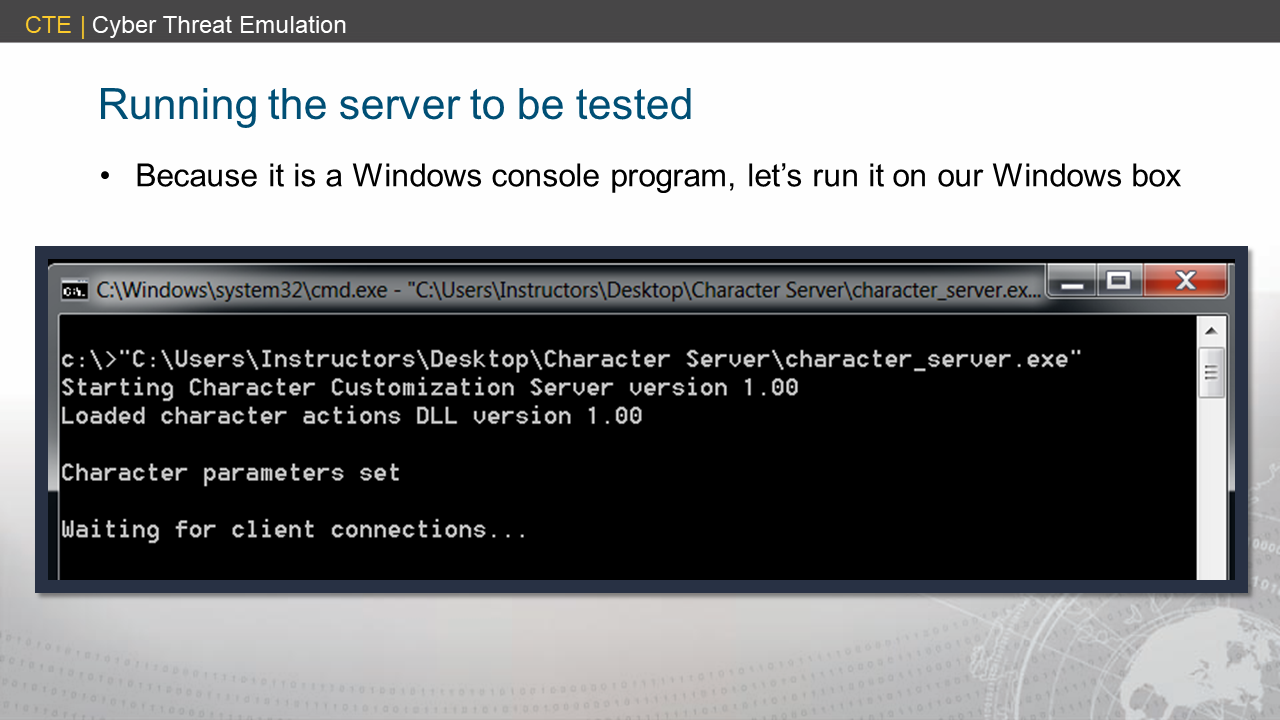 CTE | Cyber Threat Emulation
Running the server to be tested
• Because it is a Windows console program, let’s run it on our Windows box
C:\Windows\system32\cmd.exe - "C:\Users\Instructors\Desktop\Character Server\character_server.ex...
c:\>"C:\Users\Instructors\Desktop\Character Server\character_server.exe"
Starting Character Customization Server version 1.00
Loaded character actions DLL version 1.00
Character parameters set
Waiting for client connections...